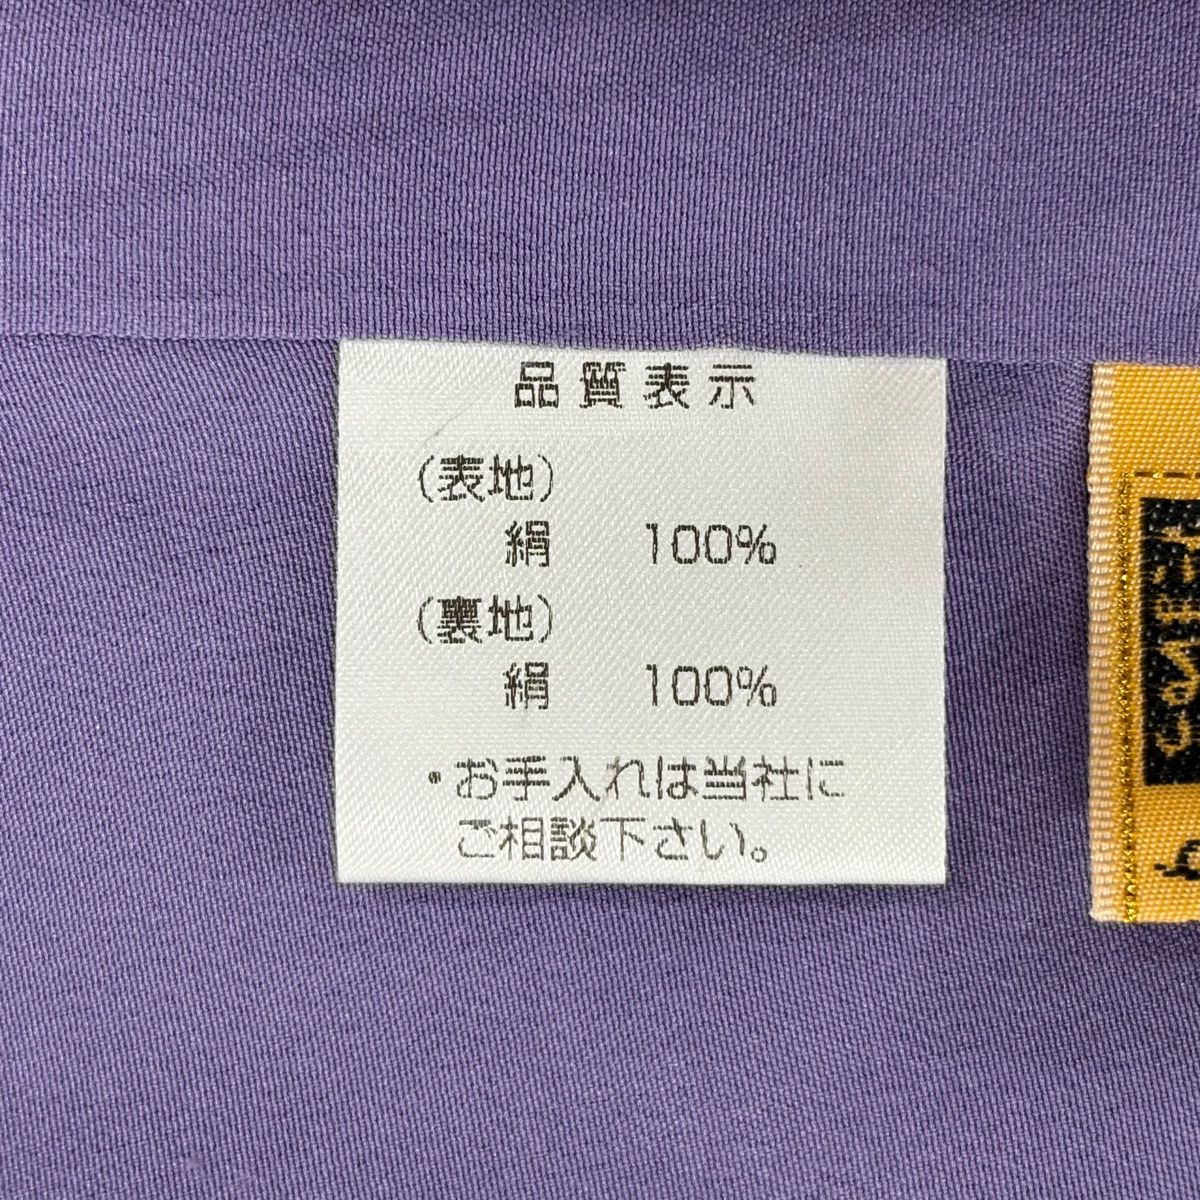 品質表示
（表地）
絹 100%
（裏地）
絹 100%
・お手入れは当社に
ご相談下さい。